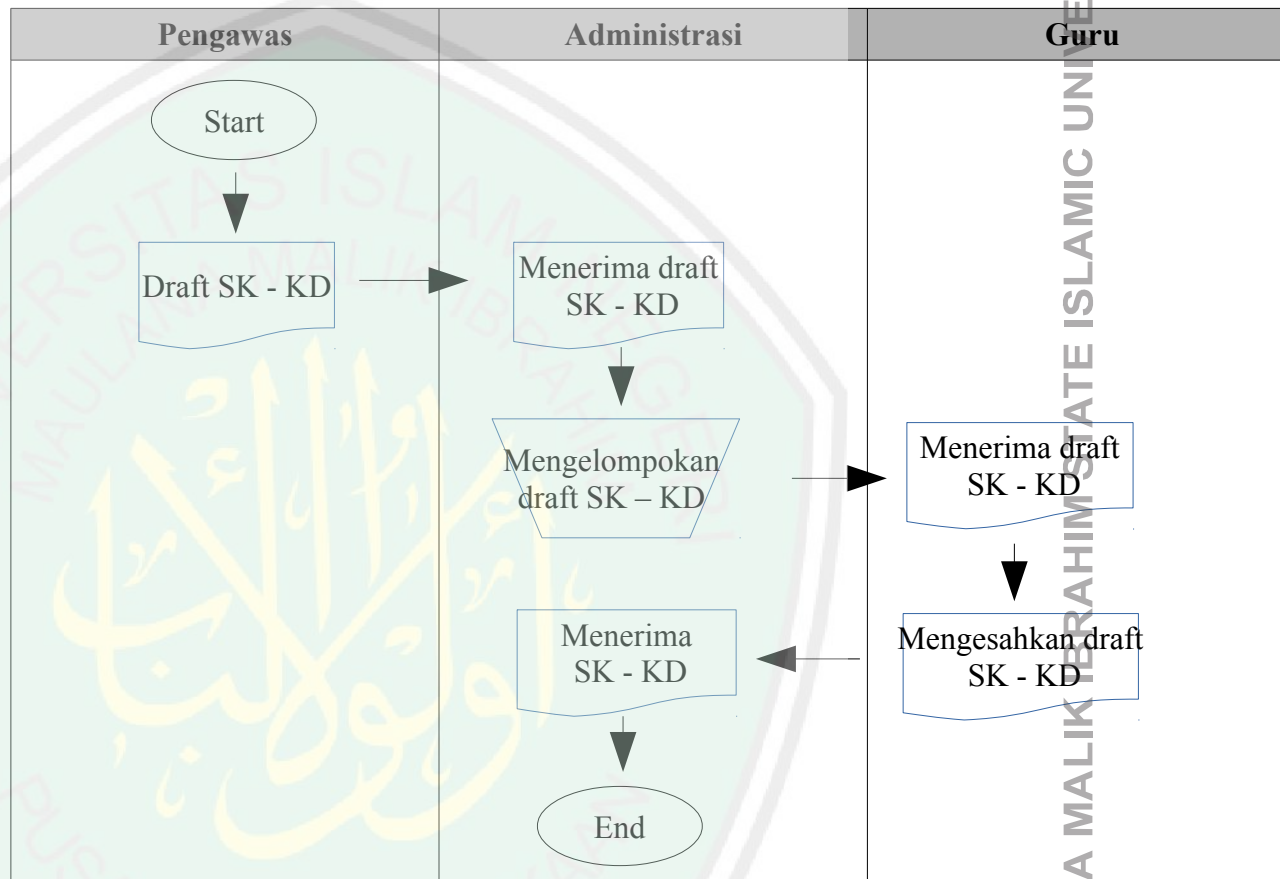 Pengawas
Administrasi
Guru
Start
Draft SK - KD
Menerima draft
SK - KD
Mengelompokan
draft SK – KD
Menerima draft
SK - KD
Mengesahkan draft
SK - KD
Menerima
SK - KD
End
A MALIK IBRAHIM STATE ISLAMIC UNIVE